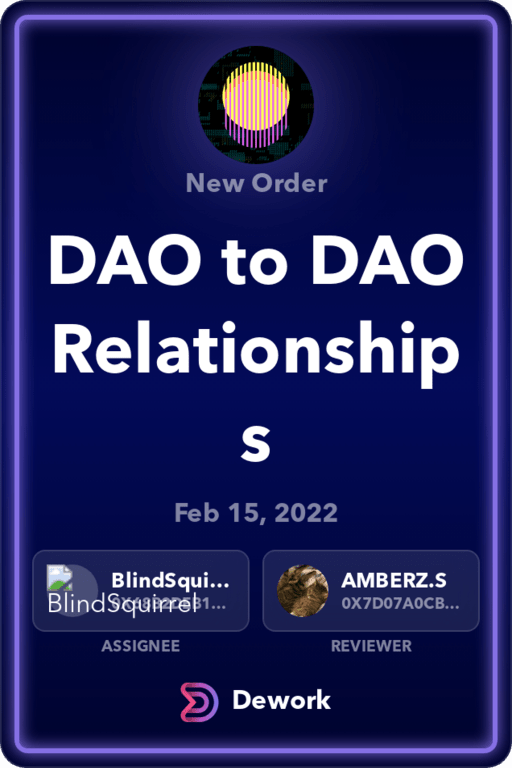 New Order
DAO to DAO
Relationship
s
Feb 15, 2022
BlindSqui...
BlindSquirrel
AMBERZ.S
0X7D07A0CB...
ASSIGNEE
REVIEWER
Dework